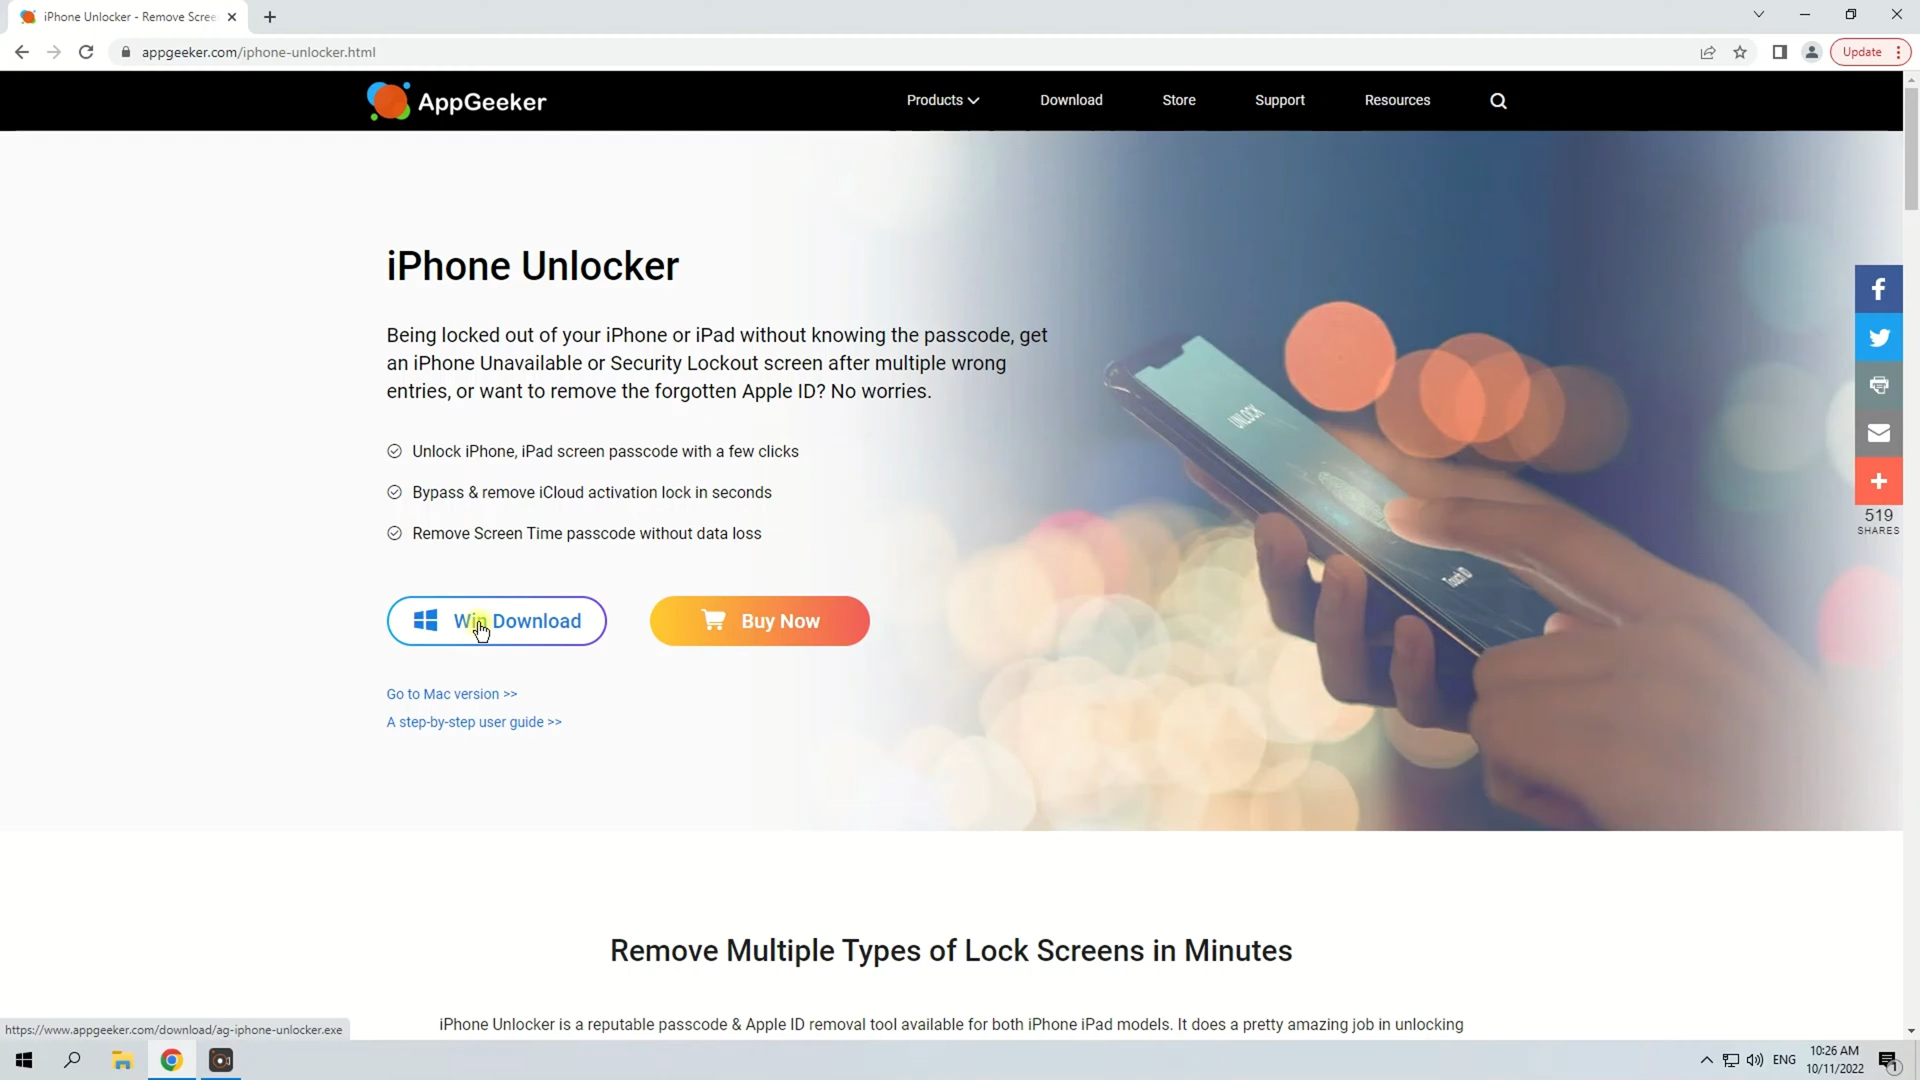 iPhone Unlocker - Remove Scree
appgeeker.com/iphone-unlocker.html
Update
AppGeeker
Products
Download
Store
Support
Resources
iPhone Unlocker
Being locked out of your iPhone or iPad without knowing the passcode, get
an iPhone Unavailable or Security Lockout screen after multiple wrong
entries, or want to remove the forgotten Apple ID? No worries.
Unlock iPhone, iPad screen passcode with a few clicks
Bypass & remove iCloud activation lock in seconds
Remove Screen Time passcode without data loss
Win Download
Buy Now
Go to Mac version >>
A step-by-step user guide >>
UNLOCK
Touch ID
519
SHARES
Remove Multiple Types of Lock Screens in Minutes
iPhone Unlocker is a reputable passcode & Apple ID removal tool available for both iPhone iPad models. It does a pretty amazing job in unlocking
https://www.appgeeker.com/download/ag-iphone-unlocker.exe
ENG
10:26 AM
10/11/2022
1